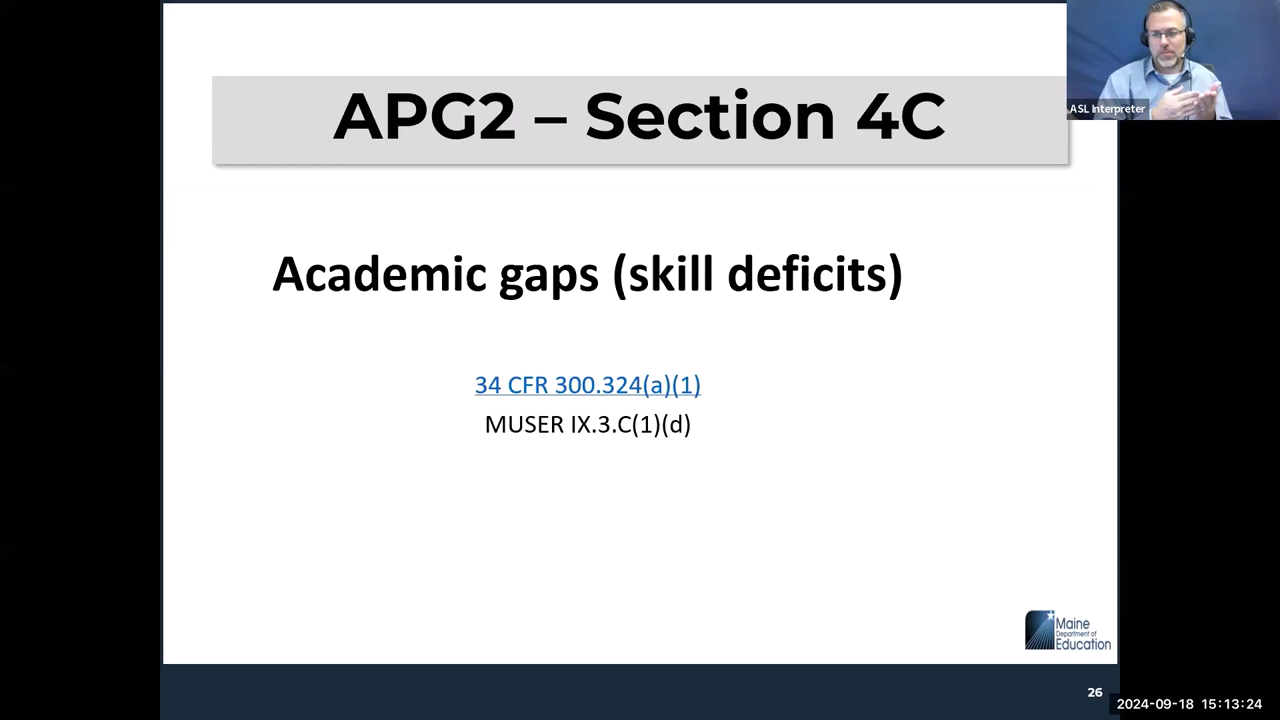 APG2 – Section 4C
ASL Interpreter
Academic gaps (skill deficits)
34 CFR 300.324(a)(1)
MUSER IX.3.C(1)(d)
Maine
Department of
Education
26
2024-09-18 15:13:24